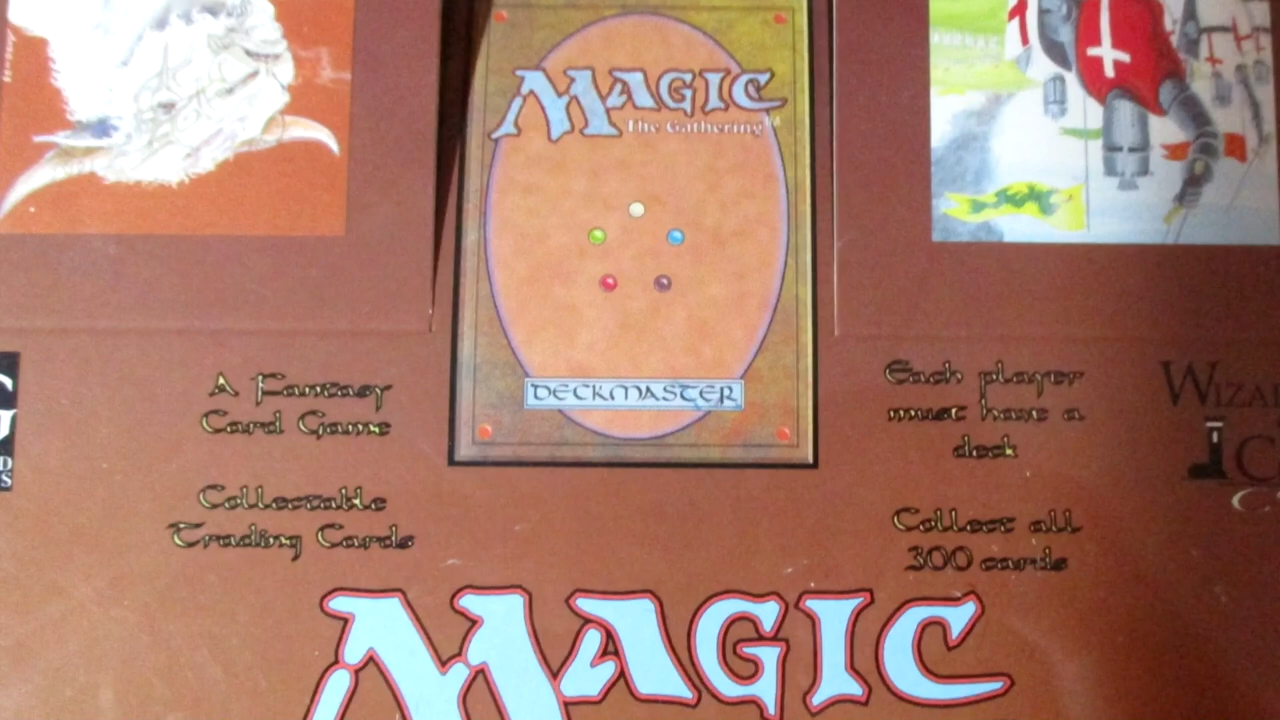 MAGIC
The Gathering
DECKMASTER
A Fantasy
Card Game
Collectable
Trading Cards
Each player
must have a
deck
Collect all
300 cards
MAGIC